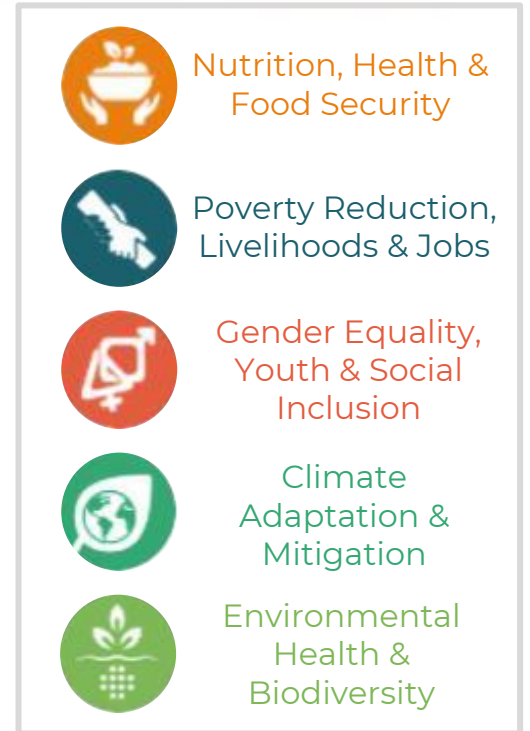 Nutrition, Health &
Food Security
Poverty Reduction,
Livelihoods & Jobs
Gender Equality,
Youth & Social
Inclusion
Climate
Adaptation &
Mitigation
Environmental
Health &
Biodiversity